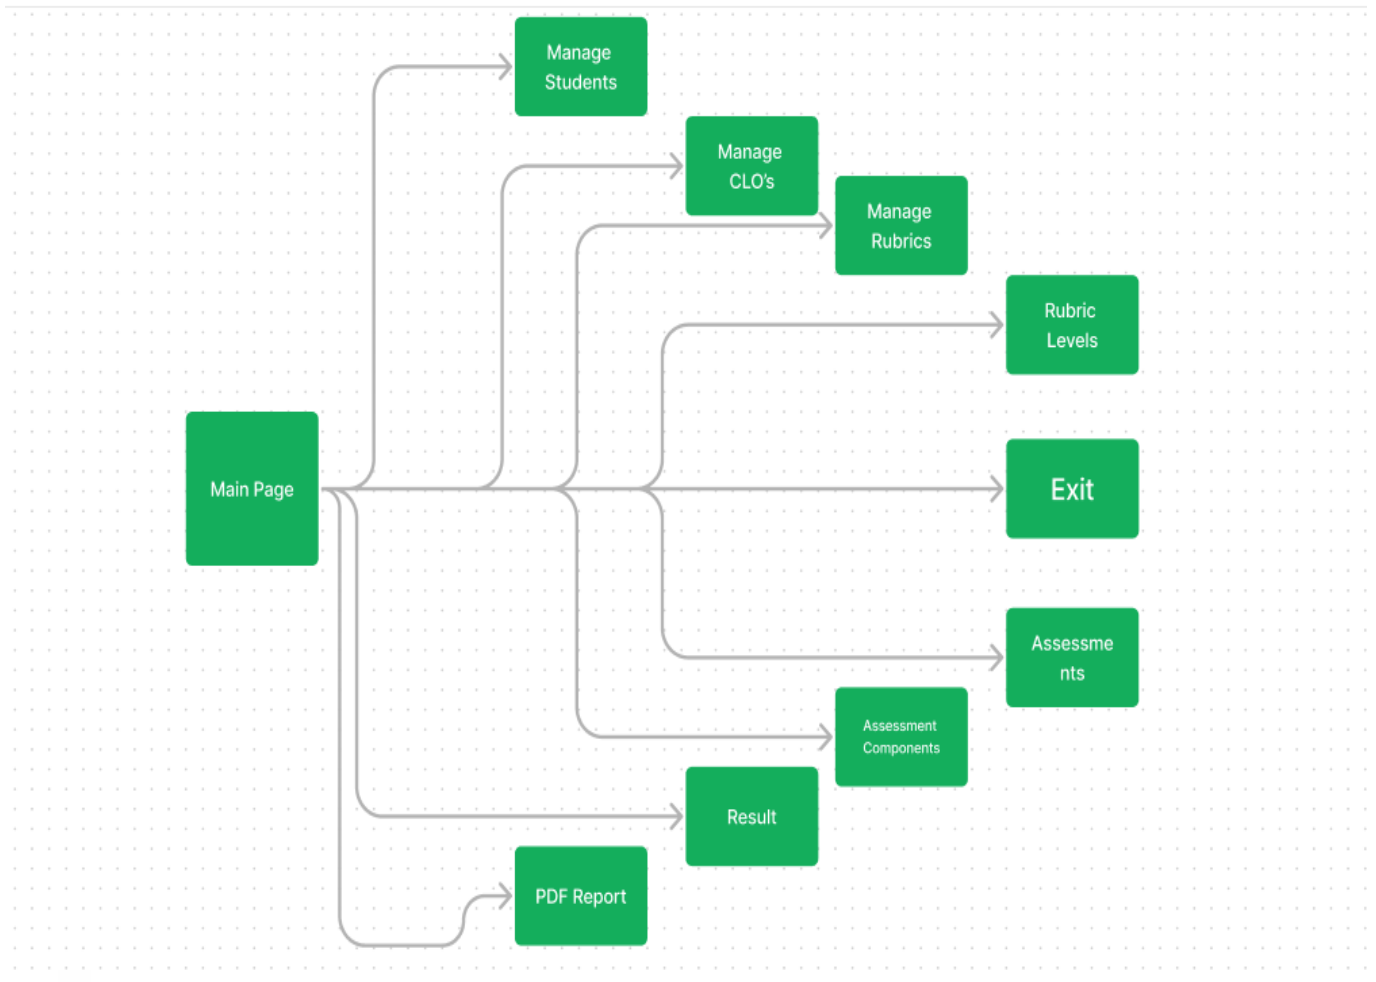 Manage
Students
Manage
CLO's
Manage
Rubrics
Rubric
Levels
Main Page
Exit
Assessme
nts
Assessment
Components
Result
PDF Report